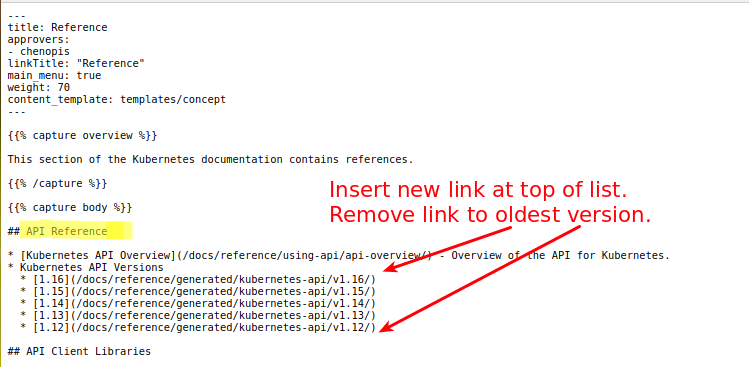 ---
title: Reference
approvers:
- chenopis
linkTitle: "Reference"
main_menu: true
weight: 70
content_template: templates/concept
---
{{% capture overview %}}
This section of the Kubernetes documentation contains references.
{{% /capture %}}
{{% capture body %}}
Insert new link at top of list.
Remove link to oldest version.
## API Reference
* [Kubernetes API Overview](/docs/reference/using-api/api-overview/) - Overview of the API for Kubernetes.
* Kubernetes API Versions
  * [1.16](/docs/reference/generated/kubernetes-api/v1.16/)
  * [1.15](/docs/reference/generated/kubernetes-api/v1.15/)
  * [1.14](/docs/reference/generated/kubernetes-api/v1.14/)
  * [1.13](/docs/reference/generated/kubernetes-api/v1.13/)
  * [1.12](/docs/reference/generated/kubernetes-api/v1.12/)
## API Client Libraries